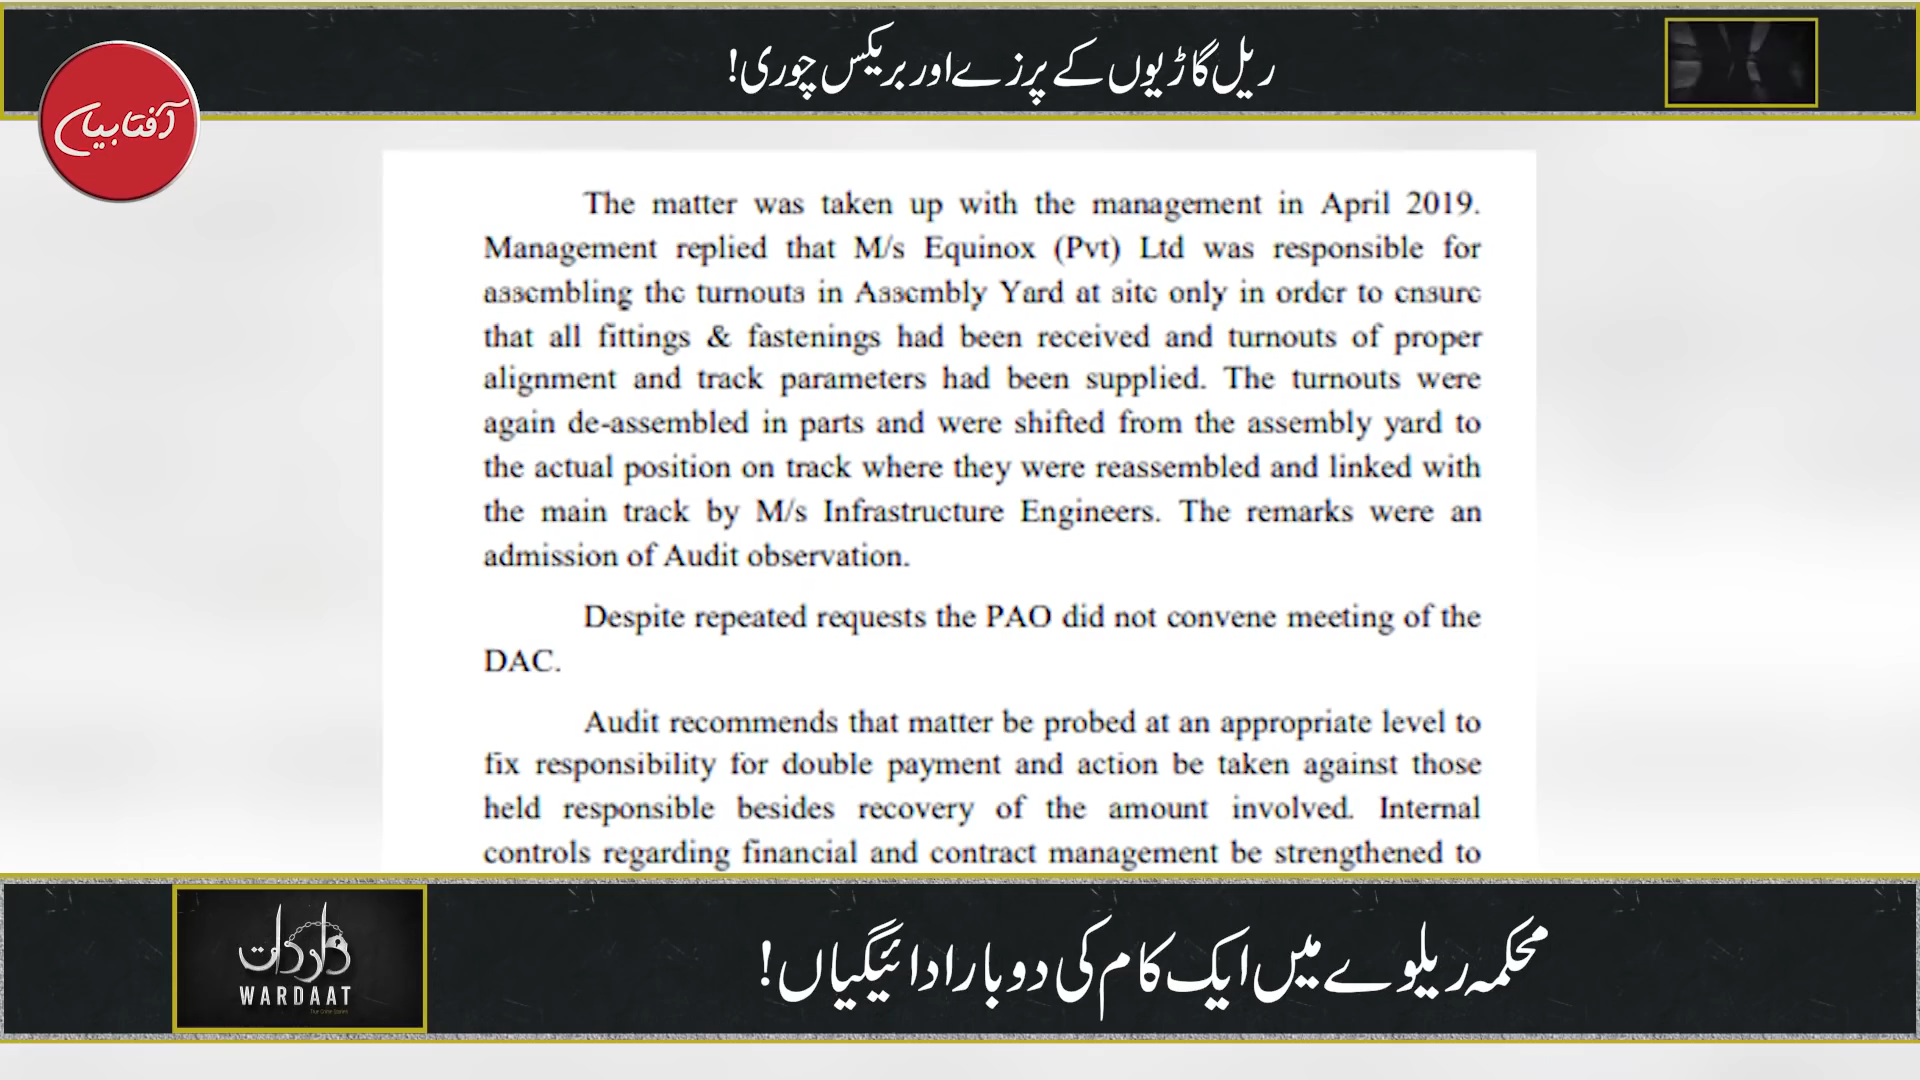 ریل گاڑیوں کے پرزے اور بریکس چوری!
آفتابیاں
The matter was taken up with the management in April 2019.
Management replied that M/s Equinox (Pvt) Ltd was responsible for
assembling the turnouts in Assembly Yard at site only in order to ensure
that all fittings & fastenings had been received and turnouts of proper
alignment and track parameters had been supplied. The turnouts were
again de-assembled in parts and were shifted from the assembly yard to
the actual position on track where they were reassembled and linked with
the main track by M/s Infrastructure Engineers. The remarks were an
admission of Audit observation.
Despite repeated requests the PAO did not convene meeting of the
DAC.
Audit recommends that matter be probed at an appropriate level to
fix responsibility for double payment and action be taken against those
held responsible besides recovery of the amount involved. Internal
controls regarding financial and contract management be strengthened to
واردات
WARDAAT
True Crime Stories
محکمہ ریلوے میں ایک کام کی دو بار ادائیگیاں!